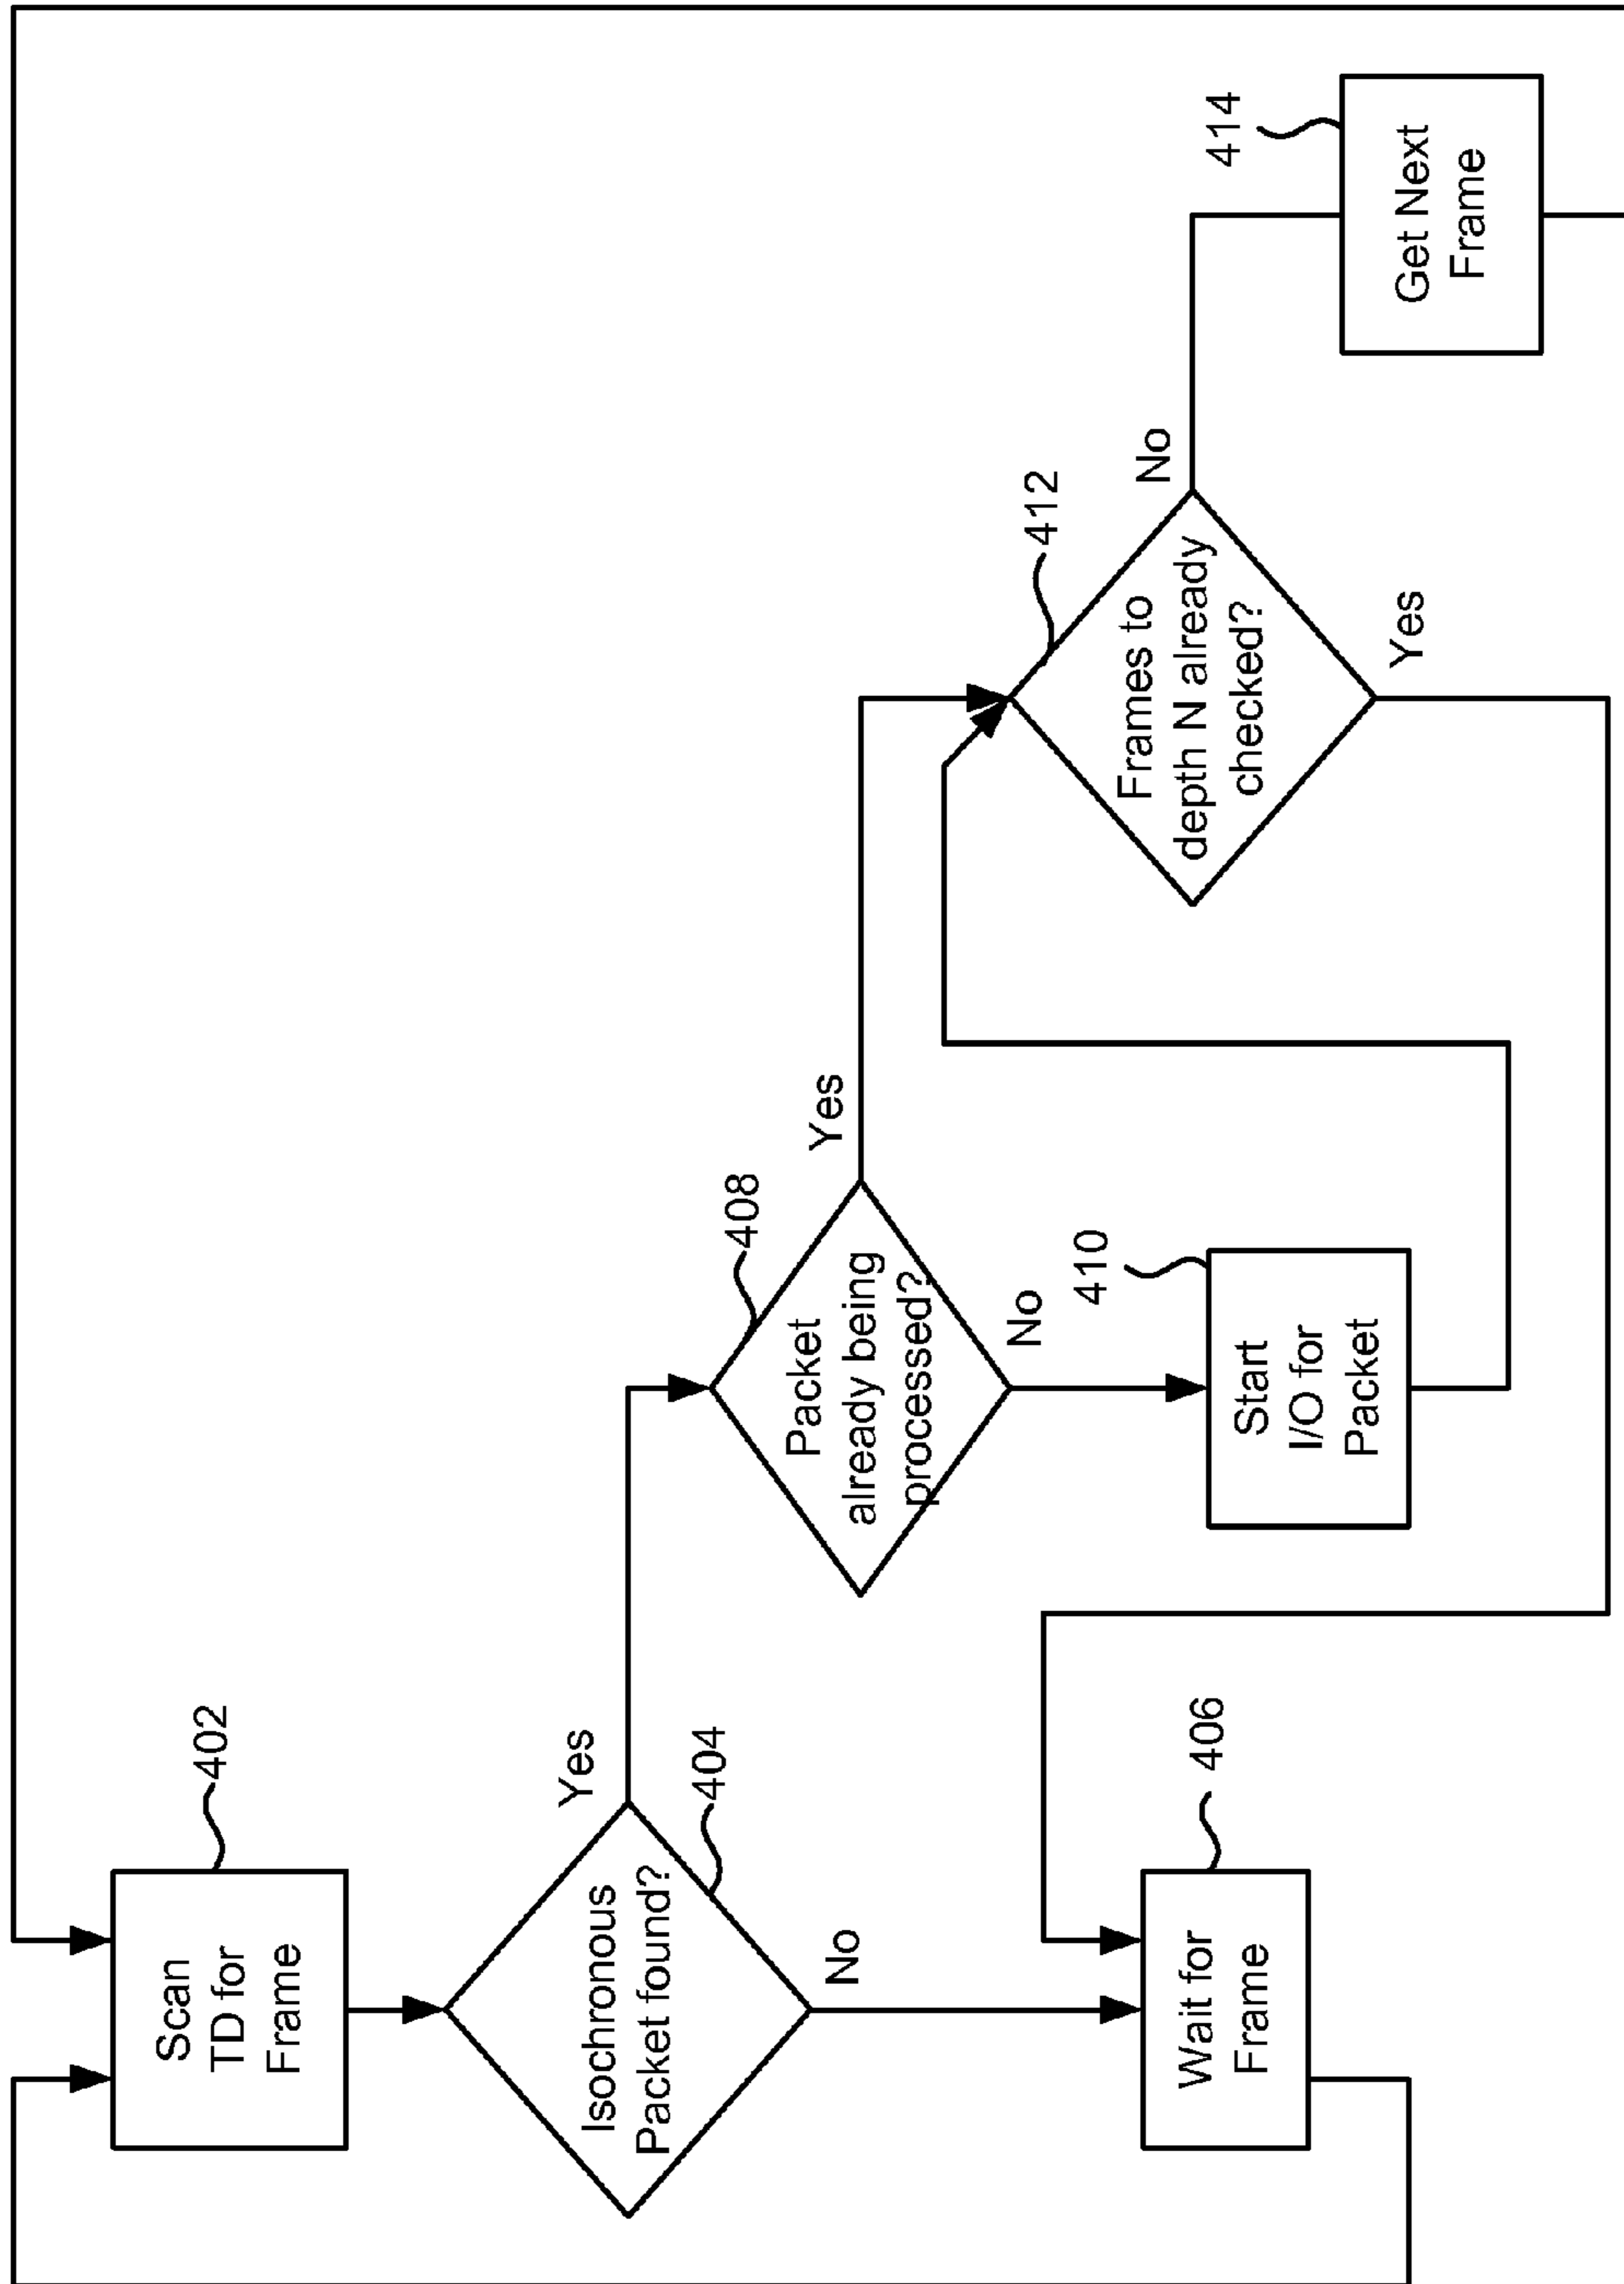 Scan
TD for
Frame
402
Isochronous
Packet found?
404
Yes
No
Wait for
Frame
406
Packet
already being
processed?
408
Yes
No
Start
I/O for
Packet
410
Frames to
depth N already
checked?
412
No
Yes
Get Next
Frame
414